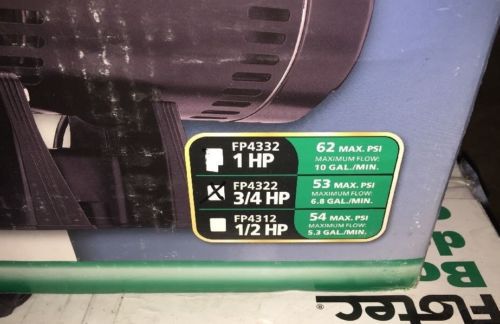 FP4332
1 HP
62 MAX. PSI
MAXIMUM FLOW:
10 GAL./MIN.
FP4322
3/4 HP
53 MAX. PSI
MAXIMUM FLOW:
6.8 GAL./MIN.
FP4312
1/2 HP
54 MAX. PSI
MAXIMUM FLOW:
5.3 GAL./MIN.
Flotec